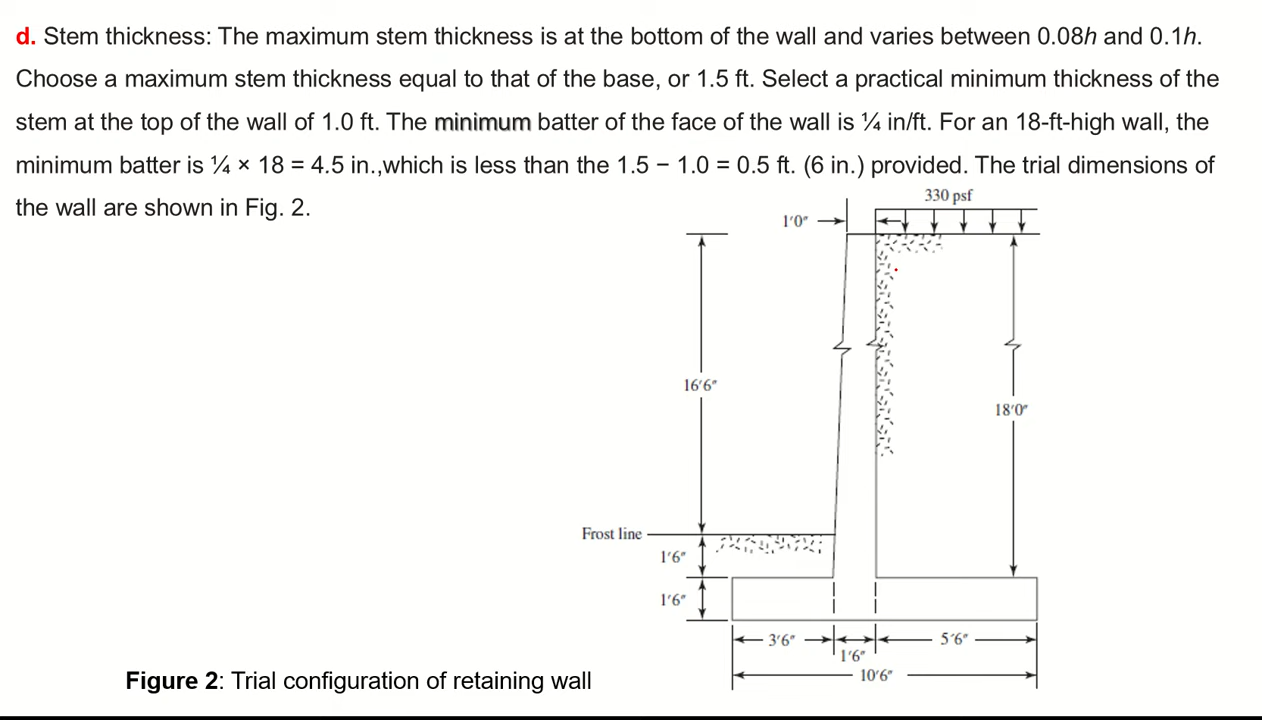 d. Stem thickness: The maximum stem thickness is at the bottom of the wall and varies between 0.08h and 0.1h.
Choose a maximum stem thickness equal to that of the base, or 1.5 ft. Select a practical minimum thickness of the
stem at the top of the wall of 1.0 ft. The minimum batter of the face of the wall is ¼ in/ft. For an 18-ft-high wall, the
minimum batter is ¼ × 18 = 4.5 in.,which is less than the 1.5 − 1.0 = 0.5 ft. (6 in.) provided. The trial dimensions of
the wall are shown in Fig. 2.
330 psf
1'0"
16'6"
18'0"
Frost line
1'6"
1'6"
3'6"
1'6"
5'6"
10'6"
Figure 2: Trial configuration of retaining wall